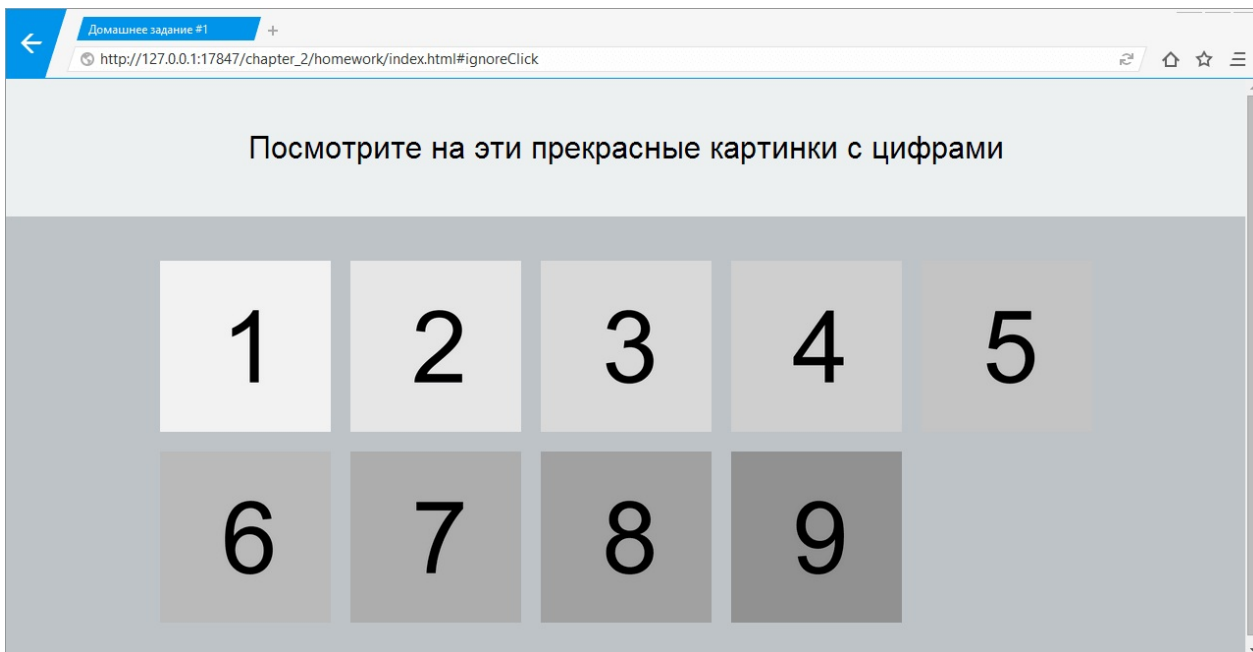 Домашнее задание #1
http://127.0.0.1:17847/chapter_2/homework/index.html#ignoreClick
Посмотрите на эти прекрасные картинки с цифрами
1 2 3 4 5
6 7 8 9